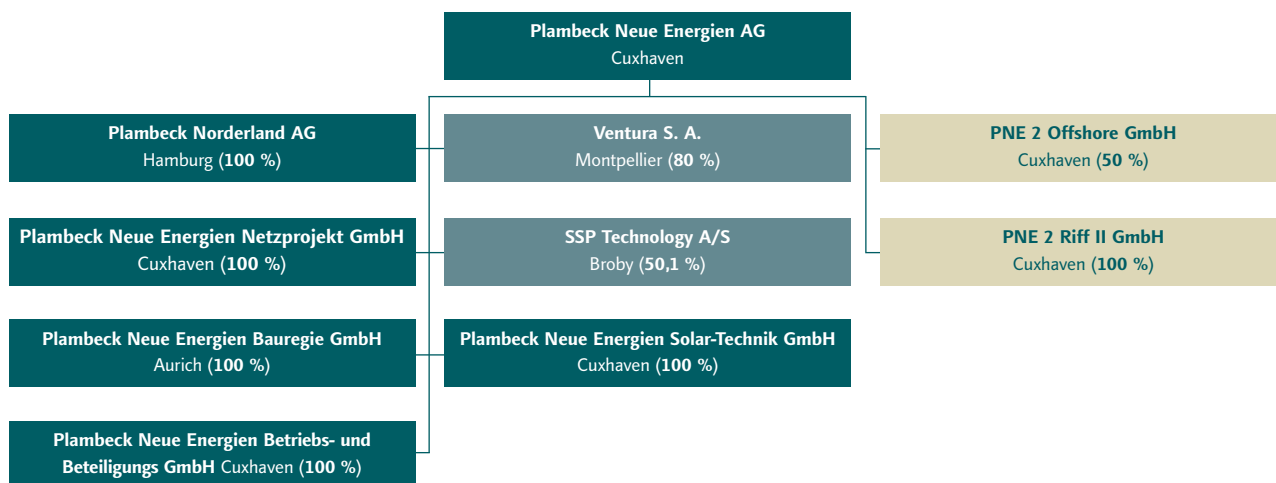 Plambeck Neue Energien AG
Cuxhaven
Plambeck Norderland AG
Hamburg (100 %)
Ventura S. A.
Montpellier (80 %)
PNE 2 Offshore GmbH
Cuxhaven (50 %)
Plambeck Neue Energien Netzprojekt GmbH
Cuxhaven (100 %)
SSP Technology A/S
Broby (50,1 %)
PNE 2 Riff II GmbH
Cuxhaven (100 %)
Plambeck Neue Energien Bauregie GmbH
Aurich (100 %)
Plambeck Neue Energien Solar-Technik GmbH
Cuxhaven (100 %)
Plambeck Neue Energien Betriebs- und
Beteiligungs GmbH Cuxhaven (100 %)